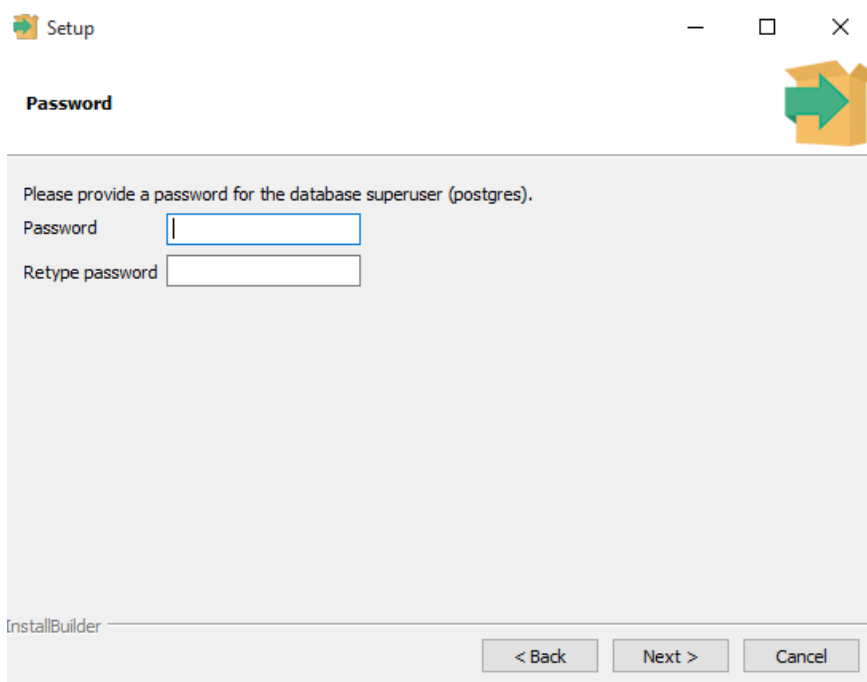 Setup
Password
Please provide a password for the database superuser (postgres).
Password
Retype password
InstallBuilder
< Back Next > Cancel